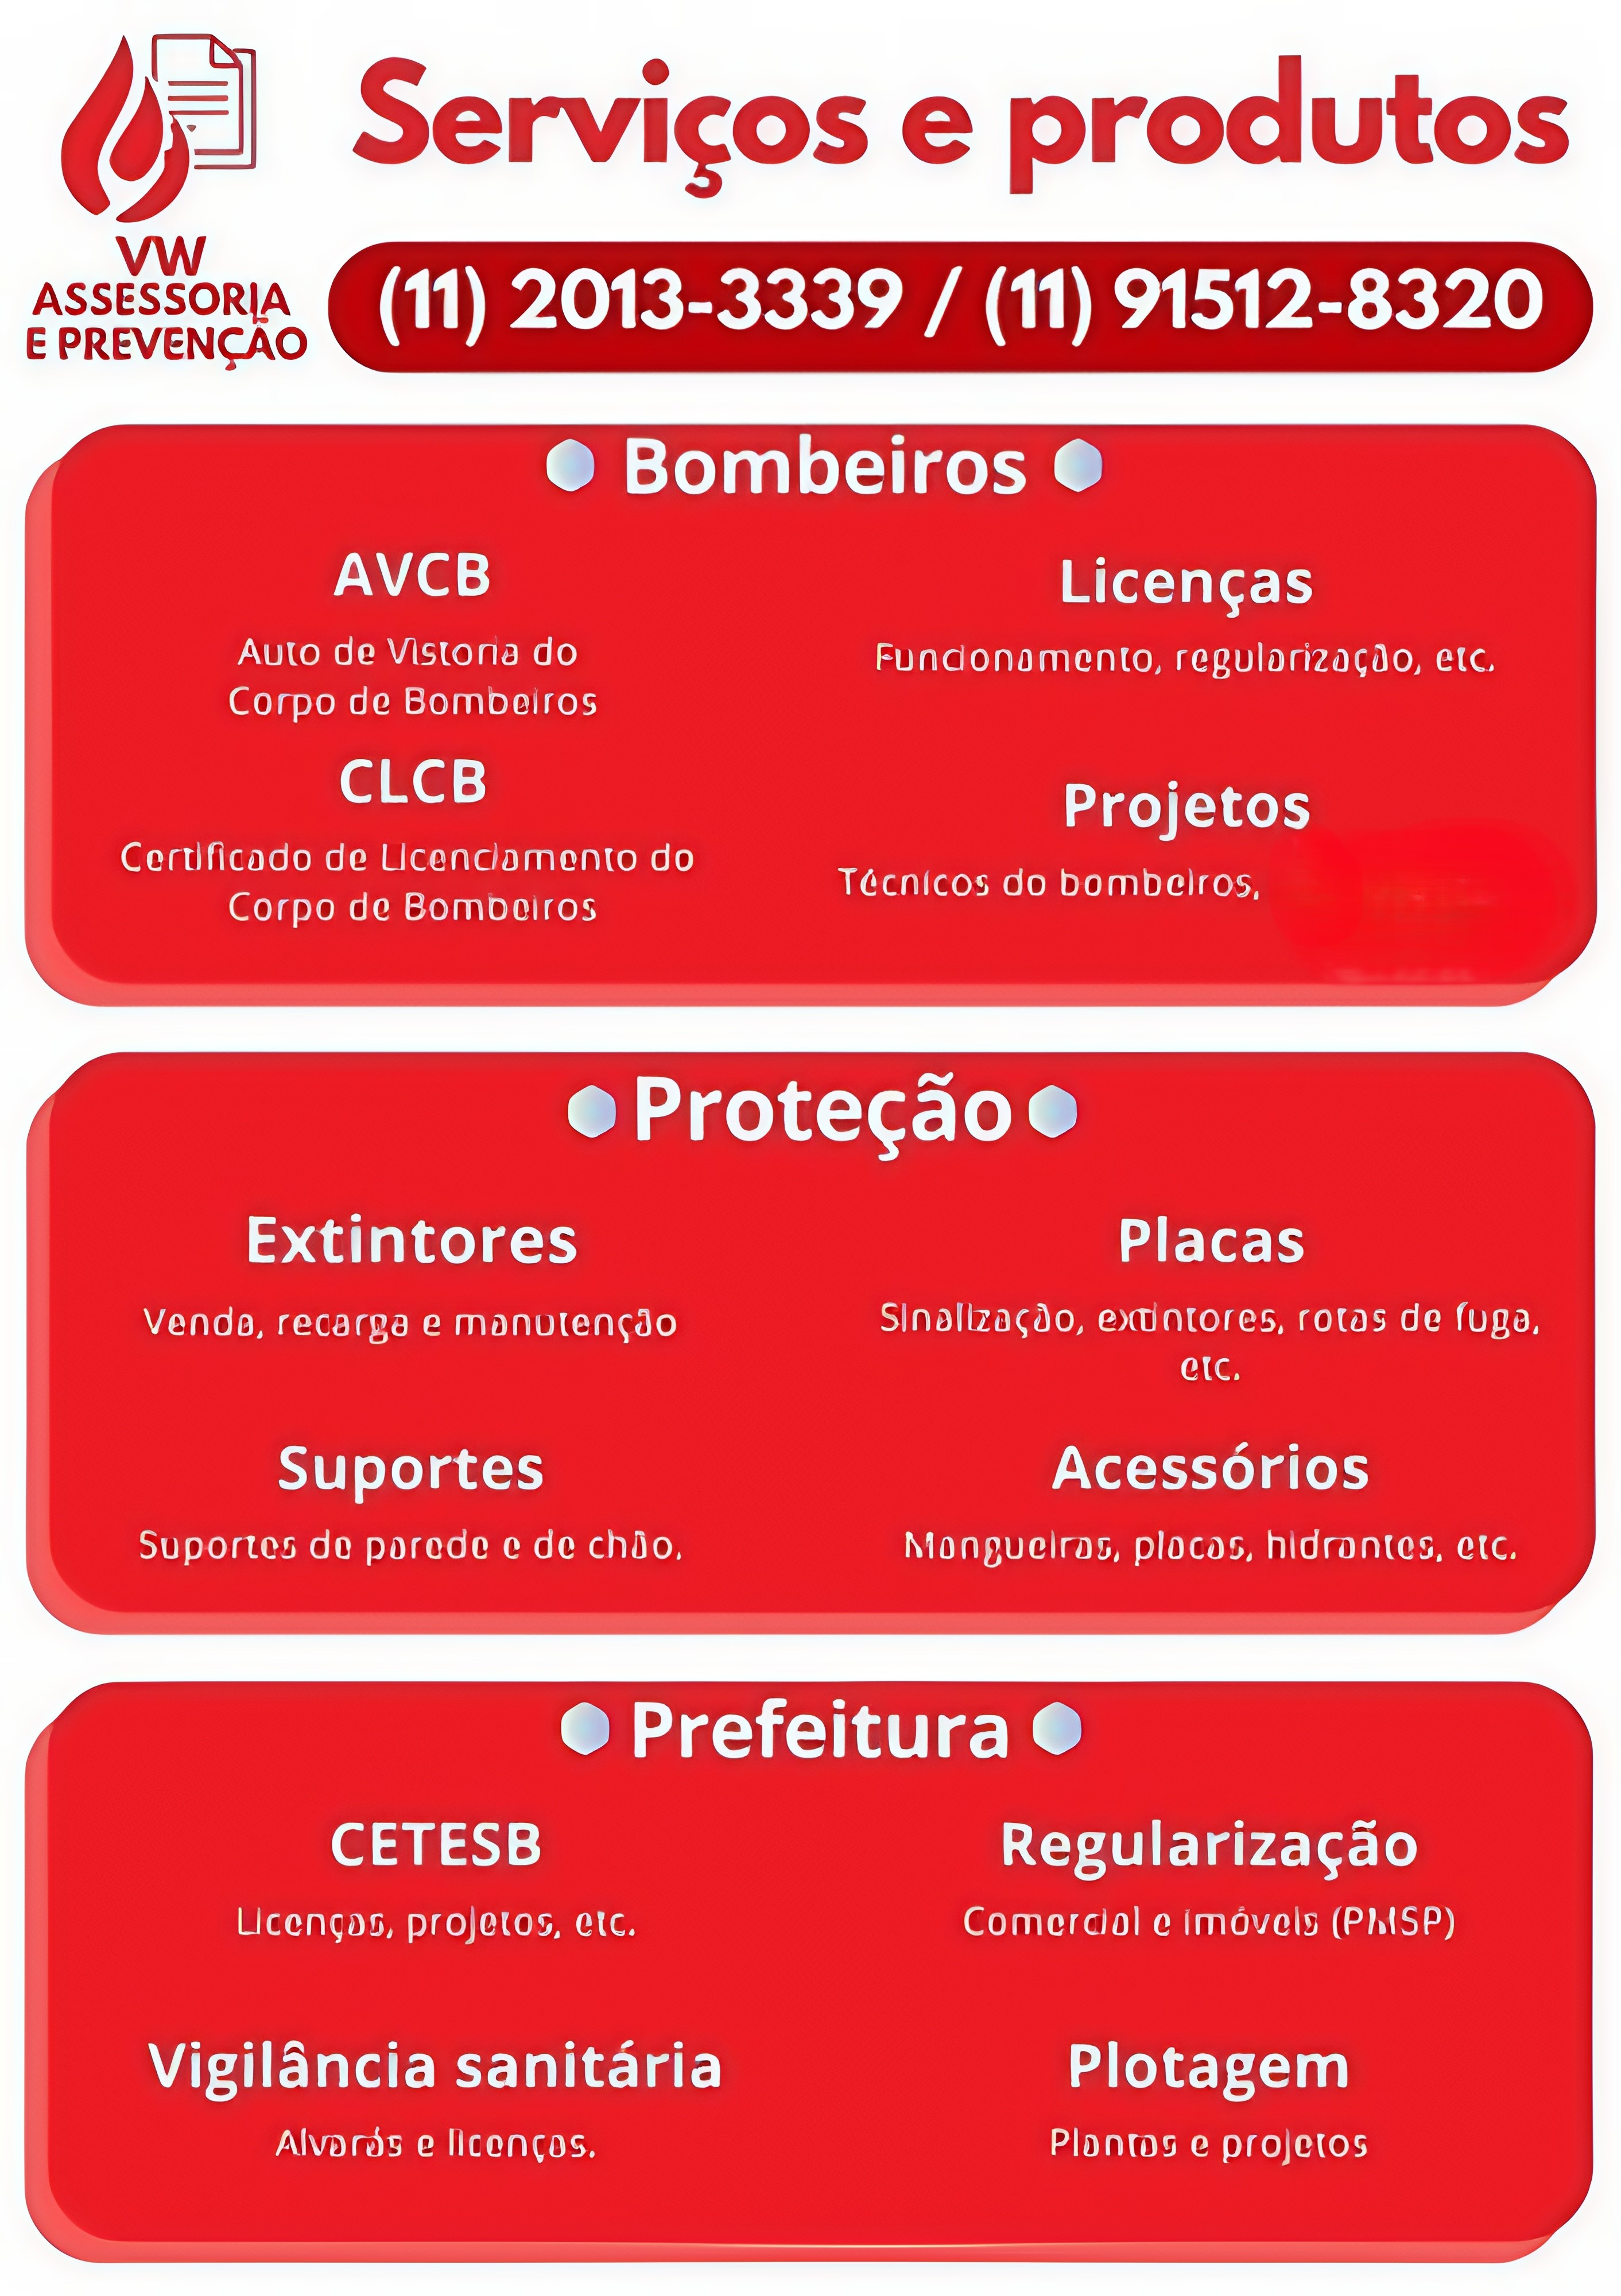 Serviços e produtos
VW
ASSESSORIA
E PREVENÇÃO
(11) 2013-3339 / (11) 91512-8320
Bombeiros
AVCB
Auto de Vistoria do
Corpo de Bombeiros
CLCB
Certificado de Licenciamento do
Corpo de Bombeiros
Licenças
Funcionamento, regularização, etc.
Projetos
Técnicos do bombeiros,
Proteção
Extintores
Venda, recarga e manutenção
Placas
Sinalização, extintores, rotas de fuga,
etc.
Suportes
Suportes de parede e de chão.
Acessórios
Mangueiras, placas, hidrantes, etc.
Prefeitura
CETESB
Licenças, projetos, etc.
Regularização
Comercial e imóveis (PMSP)
Vigilância sanitária
Alvarás e licenças.
Plotagem
Plantas e projetos